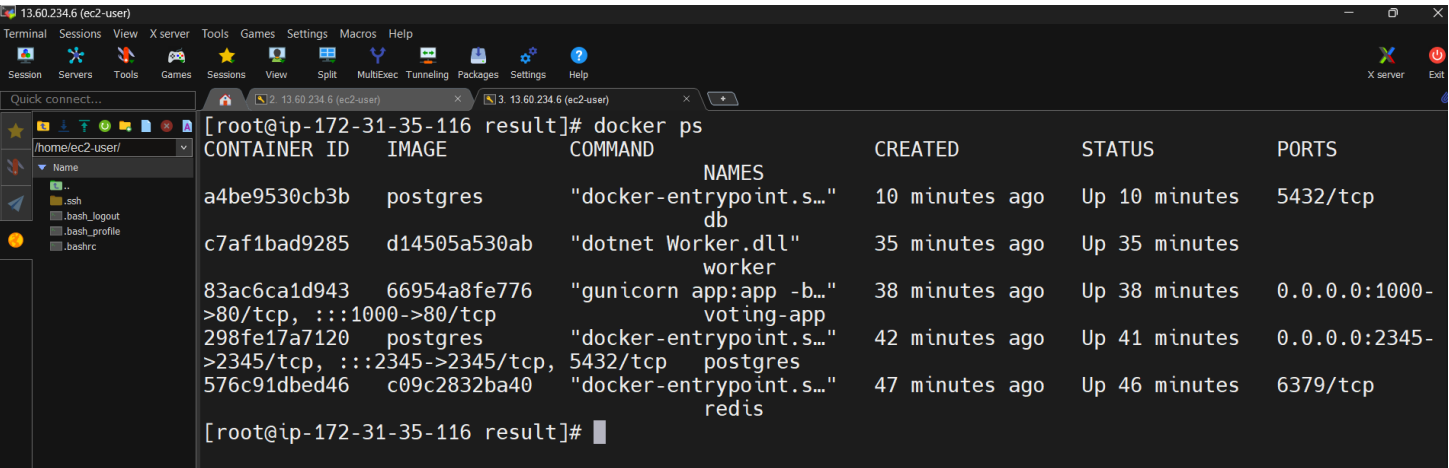 13.60.234.6 (ec2-user)
Terminal Sessions View X server Tools Games Settings Macros Help
Session Servers Tools Games Sessions View Split MultiExec Tunneling Packages Settings Help X server Exit
Quick connect...
2. 13.60.234.6 (ec2-user)
3. 13.60.234.6 (ec2-user)
/home/ec2-user/
Name
..
.ssh
.bash_logout
.bash_profile
.bashrc
[root@ip-172-31-35-116 result]# docker ps
CONTAINER ID IMAGE COMMAND CREATED STATUS PORTS
NAMES
a4be9530cb3b postgres "docker-entrypoint.s…" 10 minutes ago Up 10 minutes 5432/tcp
db
c7af1bad9285 d14505a530ab "dotnet Worker.dll" 35 minutes ago Up 35 minutes
worker
83ac6ca1d943 66954a8fe776 "gunicorn app:app -b…" 38 minutes ago Up 38 minutes 0.0.0.0:1000-
>80/tcp, :::1000->80/tcp voting-app
298fe17a7120 postgres "docker-entrypoint.s…" 42 minutes ago Up 41 minutes 0.0.0.0:2345-
>2345/tcp, :::2345->2345/tcp, 5432/tcp postgres
576c91dbed46 c09c2832ba40 "docker-entrypoint.s…" 47 minutes ago Up 46 minutes 6379/tcp
redis
[root@ip-172-31-35-116 result]#